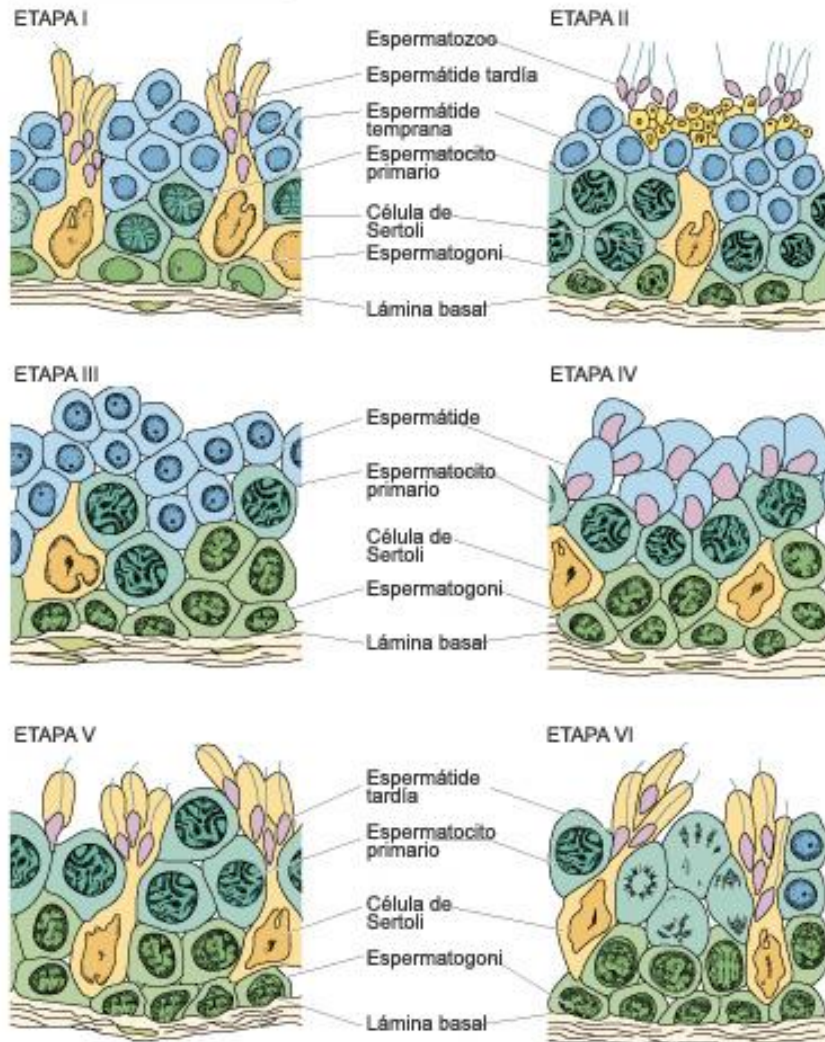 ETAPA I
ETAPA II
Espermatozoo
Espermátide tardía
Espermátide
temprana
Espermatocito
primario
Célula de
Sertoli
Espermatogoni
Lámina basal
ETAPA III
ETAPA IV
Espermátide
Espermatocito
primario
Célula de
Sertoli
Espermatogoni
Lámina basal
ETAPA V
ETAPA VI
Espermátide
tardía
Espermatocito
primario
Célula de
Sertoli
Espermatogoni
Lámina basal